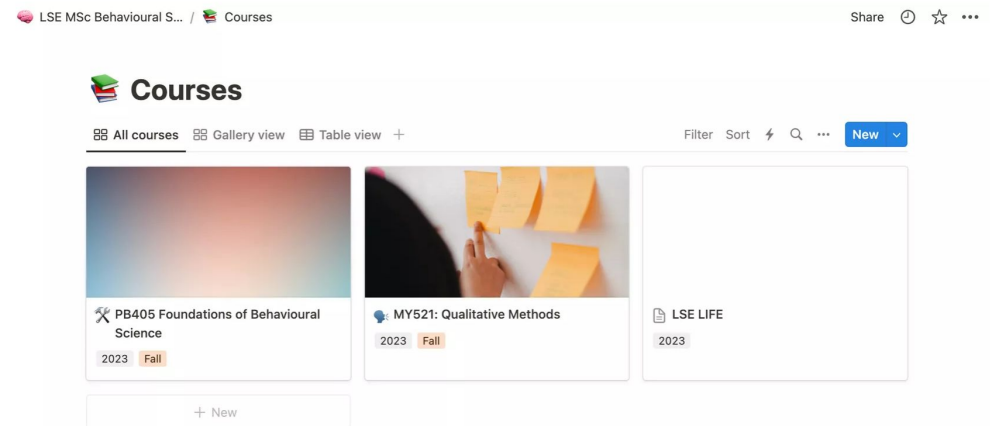 LSE MSc Behavioural S... / Courses
Share
Courses
All courses
Gallery view
Table view
Filter
Sort
New
PB405 Foundations of Behavioural
Science
2023
Fall
MY521: Qualitative Methods
2023
Fall
LSE LIFE
2023
+ New